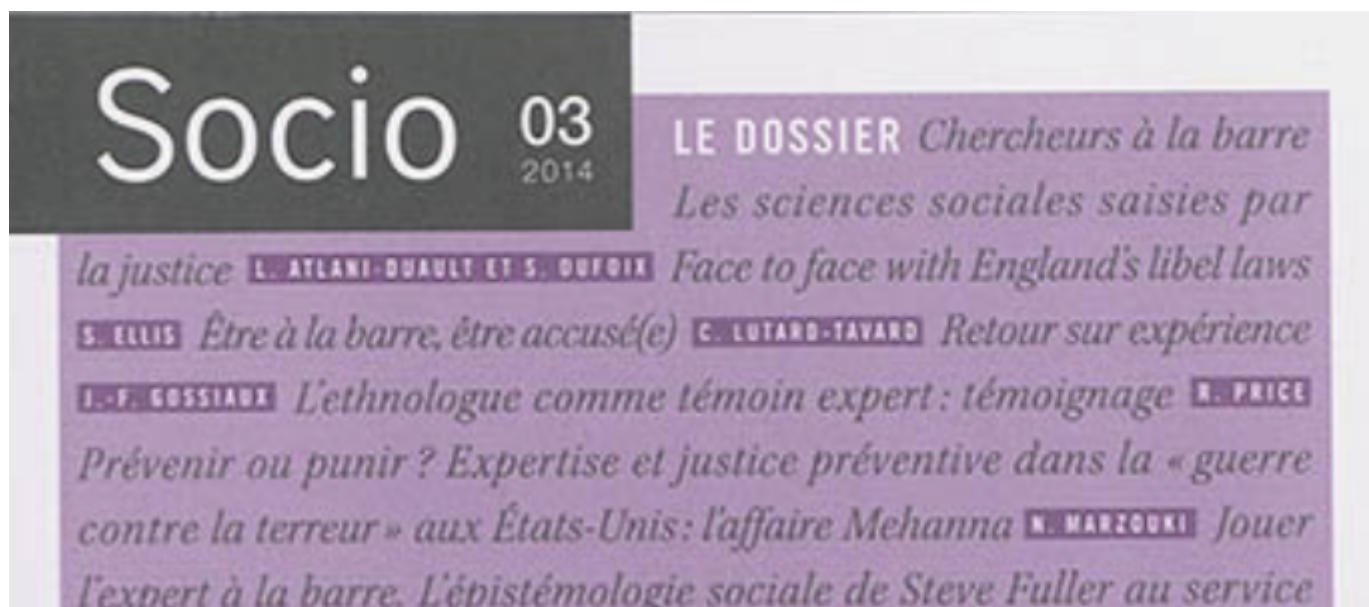 Socio 03
2014
LE DOSSIER Chercheurs à la barre
Les sciences sociales saisies par
la justice L. ATLANI-DUAULT ET S. DUFOIX Face to face with England's libel laws
S. ELLIS Être à la barre, être accusé(e) C. LUTARD-TAVARD Retour sur expérience
J.-F. GOSSIAUX L'ethnologue comme témoin expert : témoignage R. PRICE
Prévenir ou punir ? Expertise et justice préventive dans la « guerre
contre la terreur » aux États-Unis : l'affaire Mehanna N. MARZOUKI Jouer
l'expert à la barre. L'épistémologie sociale de Steve Fuller au service